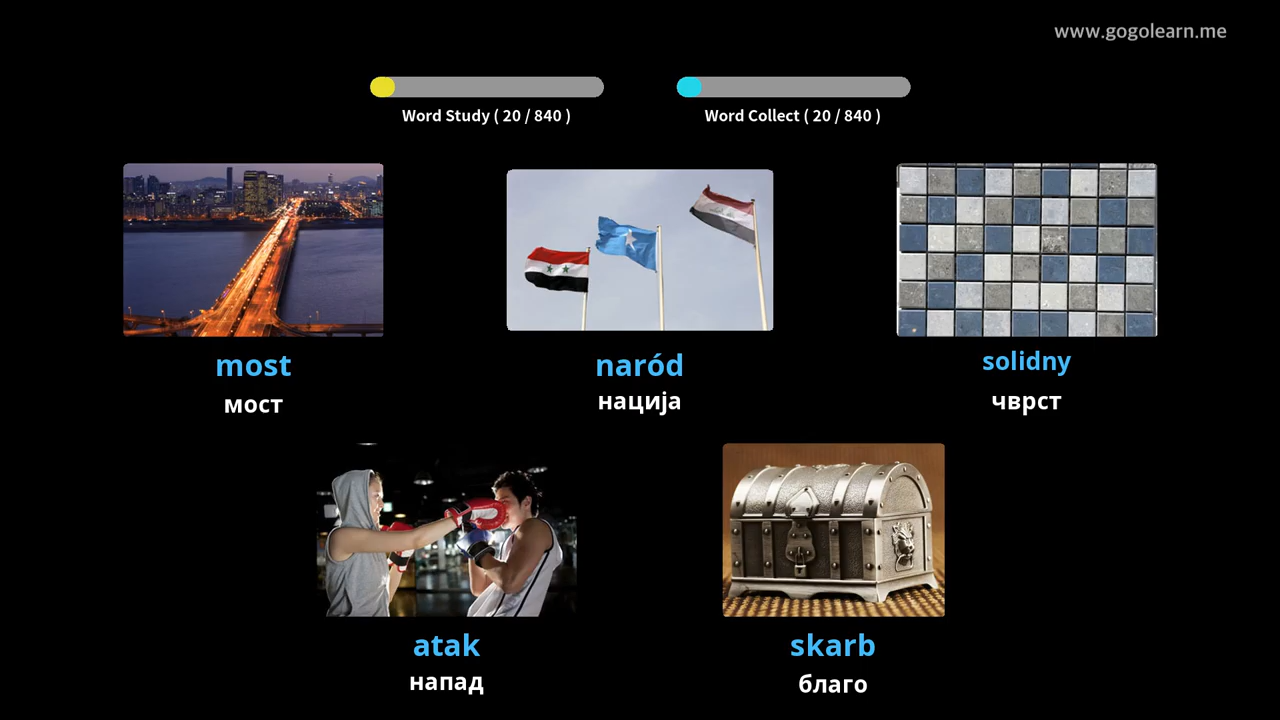 www.gogolearn.me
Word Study ( 20 / 840 )
Word Collect ( 20 / 840 )
most
мост
naród
нација
solidny
чврст
atak
напад
skarb
благо